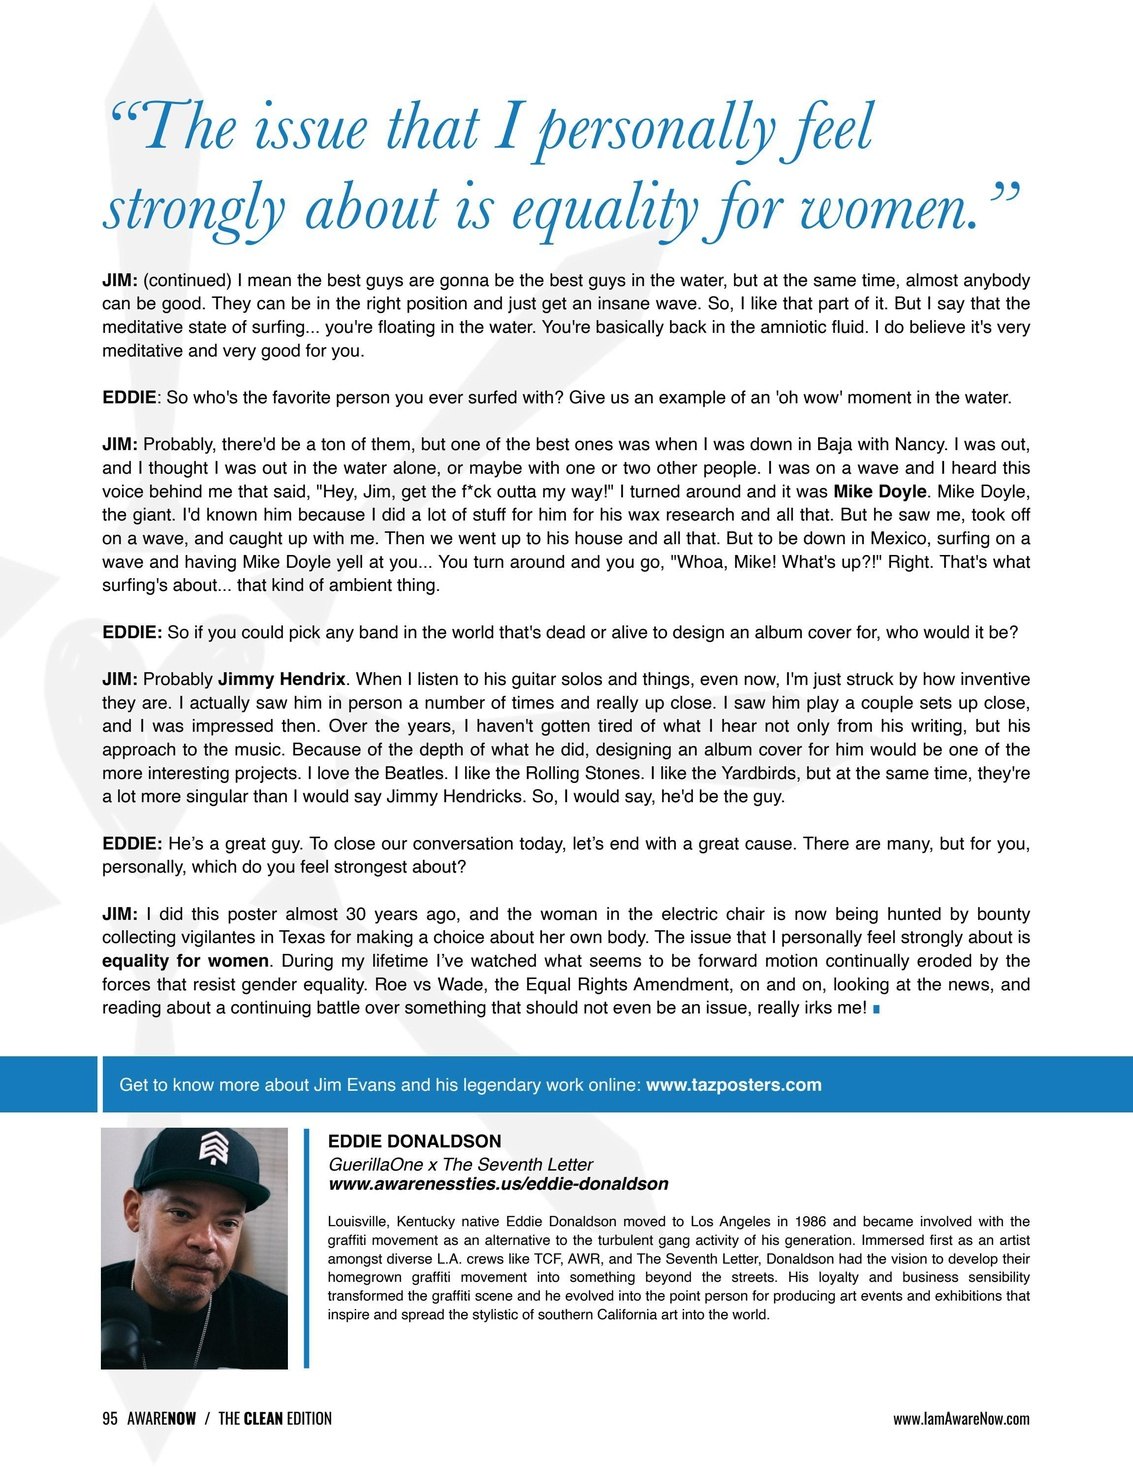 “The issue that I personally feel
strongly about is equality for women.”
JIM: (continued) I mean the best guys are gonna be the best guys in the water, but at the same time, almost anybody
can be good. They can be in the right position and just get an insane wave. So, I like that part of it. But I say that the
meditative state of surfing... you're floating in the water. You're basically back in the amniotic fluid. I do believe it's very
meditative and very good for you.
EDDIE: So who's the favorite person you ever surfed with? Give us an example of an 'oh wow' moment in the water.
JIM: Probably, there'd be a ton of them, but one of the best ones was when I was down in Baja with Nancy. I was out,
and I thought I was out in the water alone, or maybe with one or two other people. I was on a wave and I heard this
voice behind me that said, "Hey, Jim, get the f*ck outta my way!" I turned around and it was Mike Doyle. Mike Doyle,
the giant. I'd known him because I did a lot of stuff for him for his wax research and all that. But he saw me, took off
on a wave, and caught up with me. Then we went up to his house and all that. But to be down in Mexico, surfing on a
wave and having Mike Doyle yell at you... You turn around and you go, "Whoa, Mike! What's up?!" Right. That's what
surfing's about... that kind of ambient thing.
EDDIE: So if you could pick any band in the world that's dead or alive to design an album cover for, who would it be?
JIM: Probably Jimmy Hendrix. When I listen to his guitar solos and things, even now, I'm just struck by how inventive
they are. I actually saw him in person a number of times and really up close. I saw him play a couple sets up close,
and I was impressed then. Over the years, I haven't gotten tired of what I hear not only from his writing, but his
approach to the music. Because of the depth of what he did, designing an album cover for him would be one of the
more interesting projects. I love the Beatles. I like the Rolling Stones. I like the Yardbirds, but at the same time, they're
a lot more singular than I would say Jimmy Hendricks. So, I would say, he'd be the guy.
EDDIE: He’s a great guy. To close our conversation today, let’s end with a great cause. There are many, but for you,
personally, which do you feel strongest about?
JIM: I did this poster almost 30 years ago, and the woman in the electric chair is now being hunted by bounty
collecting vigilantes in Texas for making a choice about her own body. The issue that I personally feel strongly about is
equality for women. During my lifetime I’ve watched what seems to be forward motion continually eroded by the
forces that resist gender equality. Roe vs Wade, the Equal Rights Amendment, on and on, looking at the news, and
reading about a continuing battle over something that should not even be an issue, really irks me!
Get to know more about Jim Evans and his legendary work online: www.tazposters.com
EDDIE DONALDSON
GuerillaOne x The Seventh Letter
www.awarenessties.us/eddie-donaldson
Louisville, Kentucky native Eddie Donaldson moved to Los Angeles in 1986 and became involved with the
graffiti movement as an alternative to the turbulent gang activity of his generation. Immersed first as an artist
amongst diverse L.A. crews like TCF, AWR, and The Seventh Letter, Donaldson had the vision to develop their
homegrown graffiti movement into something beyond the streets. His loyalty and business sensibility
transformed the graffiti scene and he evolved into the point person for producing art events and exhibitions that
inspire and spread the stylistic of southern California art into the world.
95 AWARENOW / THE CLEAN EDITION
www.IamAwareNow.com